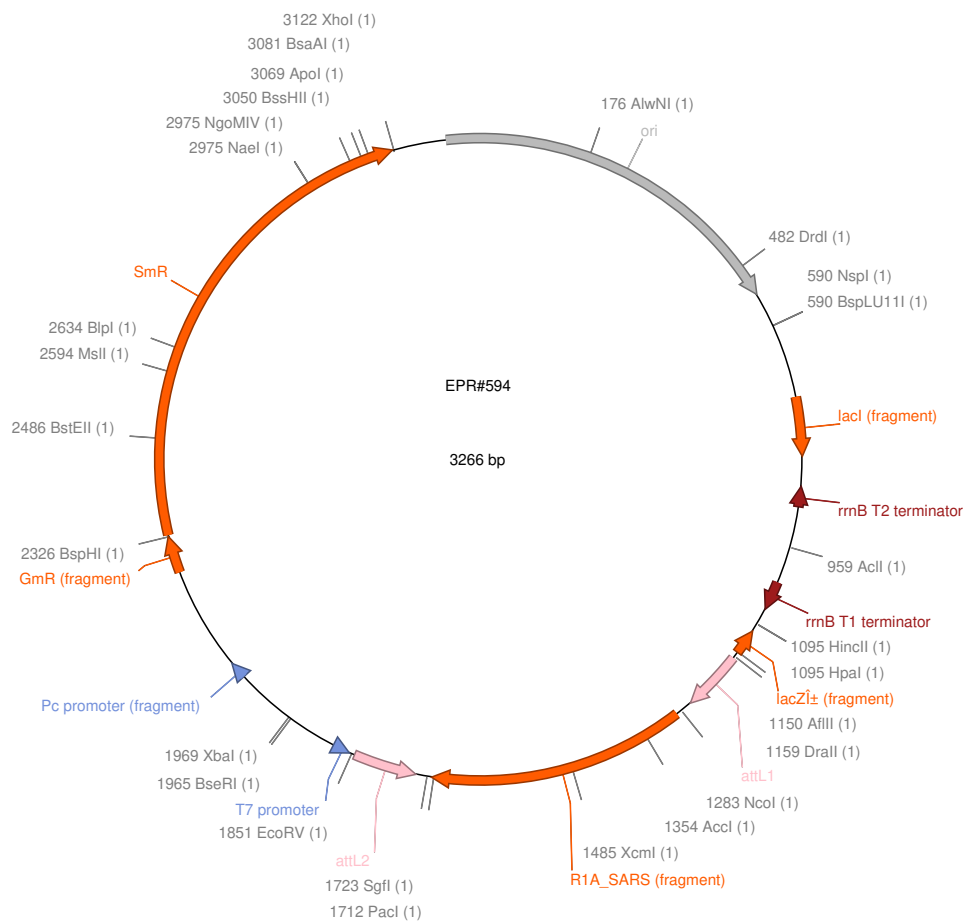 3122 XhoI (1)
3081 BsaAI (1)
3069 ApoI (1)
3050 BssHII (1)
2975 NgoMIV (1)
2975 NaeI (1)
176 AlwNI (1)
ori
482 DrdI (1)
590 NspI (1)
590 BspLU11I (1)
SmR
2634 BlpI (1)
2594 MslI (1)
2486 BstEII (1)
EPR#594
3266 bp
lacI (fragment)
rrnB T2 terminator
2326 BspHI (1)
GmR (fragment)
959 AclI (1)
rrnB T1 terminator
1095 HincII (1)
1095 HpaI (1)
lacZÎ± (fragment)
Pc promoter (fragment)
1150 AflII (1)
1159 DraII (1)
1969 XbaI (1)
1965 BseRI (1)
attL1
T7 promoter
1283 NcoI (1)
1851 EcoRV (1)
1354 AccI (1)
attL2
1485 XcmI (1)
1723 SgfI (1)
R1A_SARS (fragment)
1712 PacI (1)